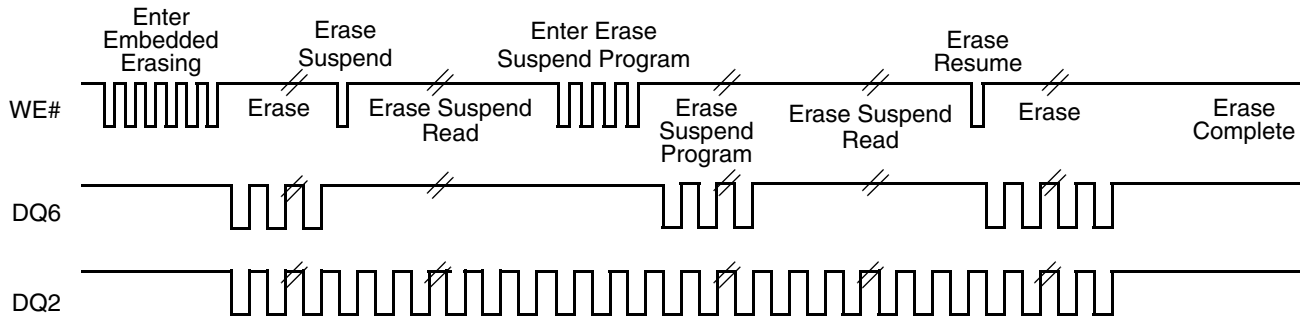 Enter
Embedded
Erasing
Erase
Suspend
Enter Erase
Suspend Program
Erase
Resume
WE#
Erase
Erase Suspend
Read
Erase
Suspend
Program
Erase Suspend
Read
Erase
Erase
Complete
DQ6
DQ2